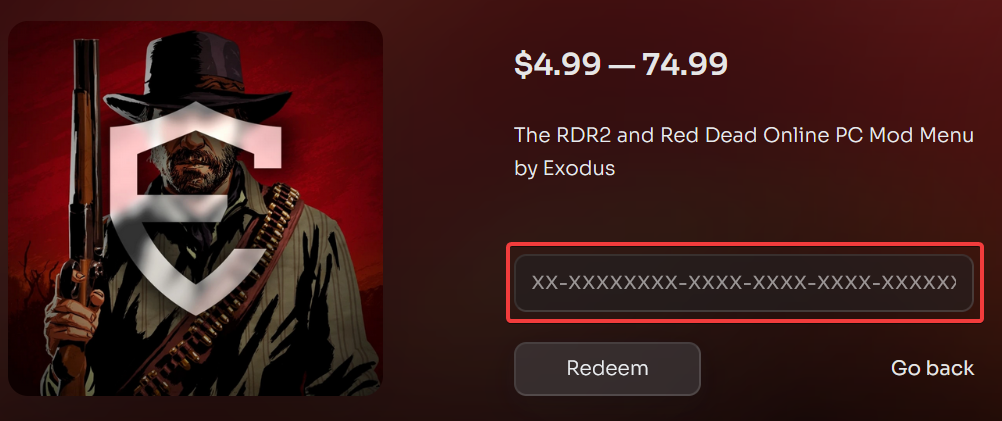 $4.99 — 74.99
The RDR2 and Red Dead Online PC Mod Menu
by Exodus
XX-XXXXXXXX-XXXX-XXXX-XXXX-XXXXXX
Redeem
Go back